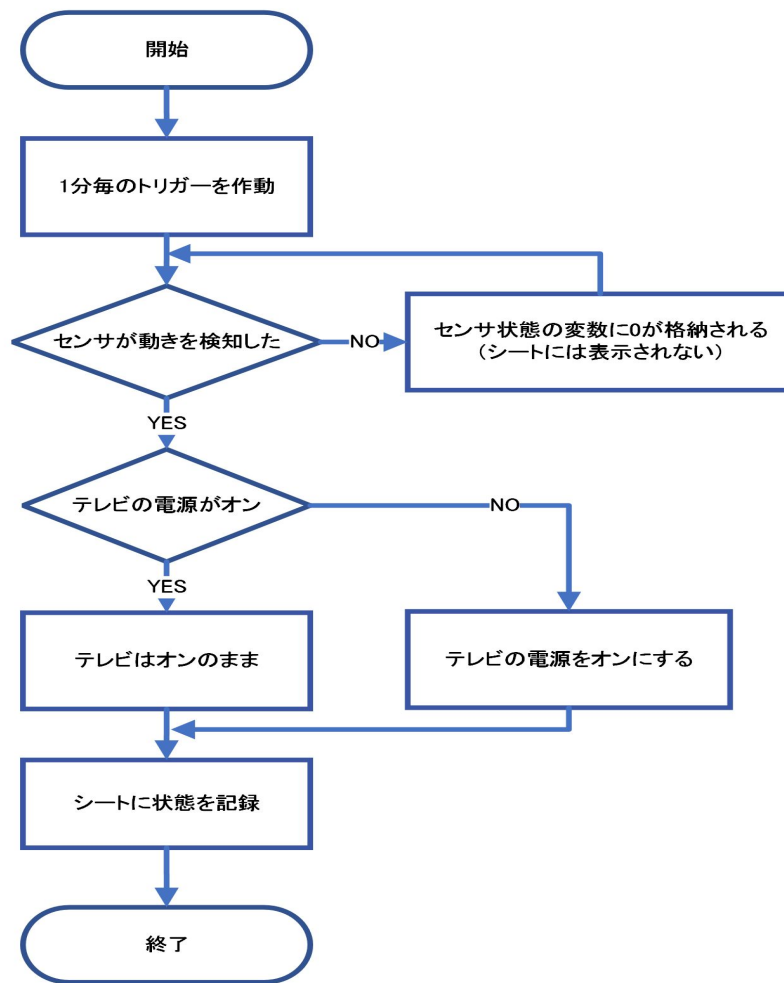 開始
1分毎のトリガーを作動
センサが動きを検知した
NO
センサ状態の変数に0が格納される
(シートには表示されない)
YES
テレビの電源がオン
NO
YES
テレビはオンのまま
テレビの電源をオンにする
シートに状態を記録
終了